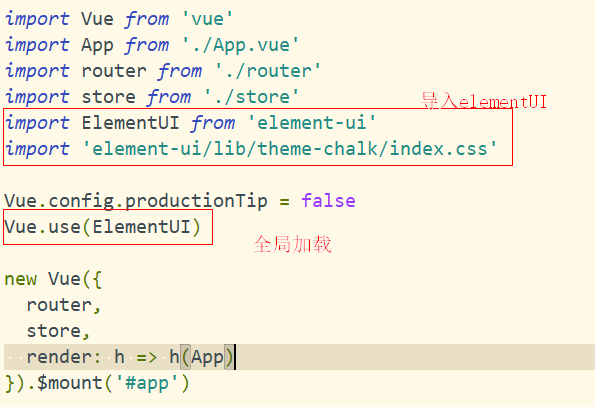 import Vue from 'vue'
import App from './App.vue'
import router from './router'
import store from './store'
导入elementUI
import ElementUI from 'element-ui'
import 'element-ui/lib/theme-chalk/index.css'
Vue.config.productionTip = false
Vue.use(ElementUI)
全局加载
new Vue({
  router,
  store,
  render: h => h(App)
}).$mount('#app')